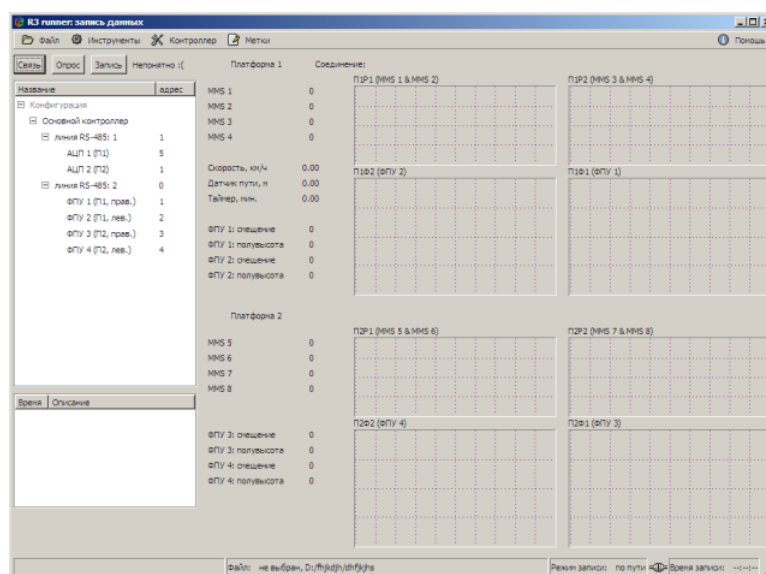 R3 runner: запись данных
Файл Инструменты Контроллер Метки Помощь
Связь Опрос Запись Непонятно :( Платформа 1 Соединение:
Название адрес
Конфигурация
Основной контроллер
линия RS-485: 1 1
АЦП 1 (П1) 5
АЦП 2 (П2) 1
линия RS-485: 2 0
ФПУ 1 (П1, прав.) 1
ФПУ 2 (П1, лев.) 2
ФПУ 3 (П2, прав.) 3
ФПУ 4 (П2, лев.) 4
Время Описание
MMS 1 0
MMS 2 0
MMS 3 0
MMS 4 0
Скорость, км/ч 0.00
Датчик пути, м 0.00
Таймер, мин. 0.00
ФПУ 1: смещение 0
ФПУ 1: полувысота 0
ФПУ 2: смещение 0
ФПУ 2: полувысота 0
Платформа 2
MMS 5 0
MMS 6 0
MMS 7 0
MMS 8 0
ФПУ 3: смещение 0
ФПУ 3: полувысота 0
ФПУ 4: смещение 0
ФПУ 4: полувысота 0
П1Р1 (MMS 1 & MMS 2) П1Р2 (MMS 3 & MMS 4)
П1Ф2 (ФПУ 2) П1Ф1 (ФПУ 1)
П2Р1 (MMS 5 & MMS 6) П2Р2 (MMS 7 & MMS 8)
П2Ф2 (ФПУ 4) П2Ф1 (ФПУ 3)
Файл: не выбран, D:/fhjkdjh/dhfjkjhs Режим записи: по пути Время записи: --:--:--